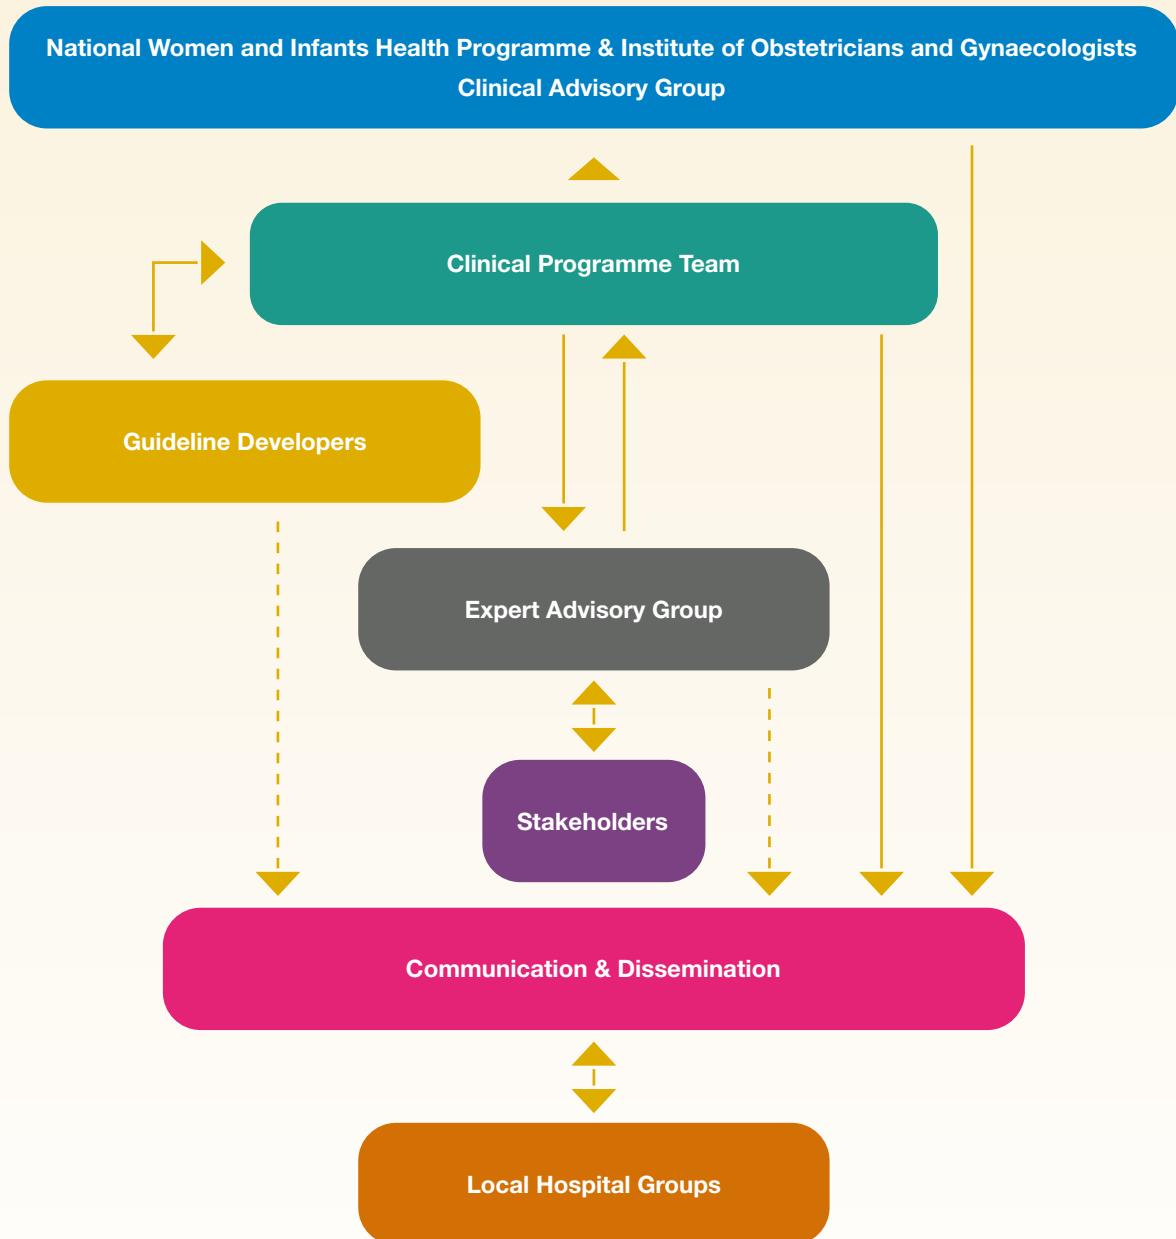 National Women and Infants Health Programme & Institute of Obstetricians and Gynaecologists
Clinical Advisory Group
Clinical Programme Team
Guideline Developers
Expert Advisory Group
Stakeholders
Communication & Dissemination
Local Hospital Groups